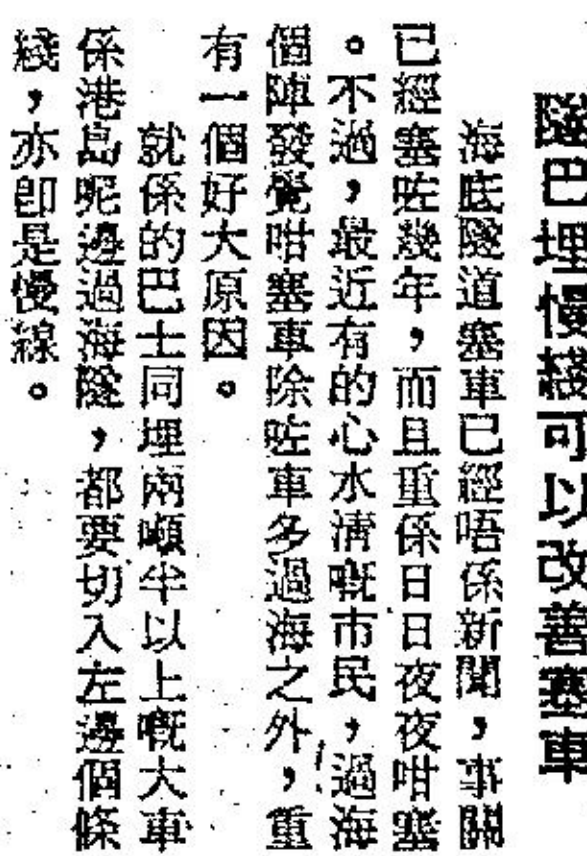 隧巴埋慢綫可以改善塞車
海底隧道塞車已經唔係新聞，事關
已經塞咗幾年，而且重係日日夜夜咁塞
。不過，最近有的心水清嘅市民，過海
個陣發覺咁塞車除咗車多過海之外，重
有一個好大原因。
就係的巴士同埋兩噸半以上嘅大車
係港島呢邊過海隧，都要切入左邊個條
綫，亦卽是慢線。